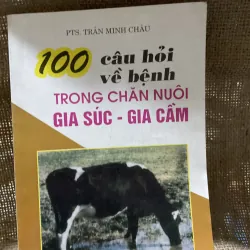 PTS. TRẦN MINH CHÂU
100 câu hỏi
về bệnh
TRONG CHĂN NUÔI
GIA SÚC - GIA CẦM